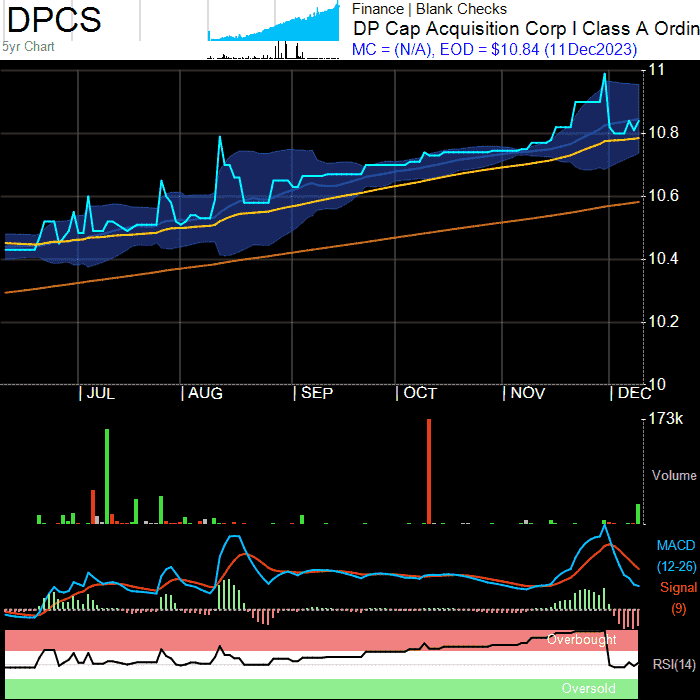 DPCS
5yr Chart
Finance | Blank Checks
DP Cap Acquisition Corp I Class A Ordin
MC = (N/A), EOD = $10.84 (11Dec2023)
11
10.8
10.6
10.4
10.2
10
JUL AUG SEP OCT NOV DEC
173k
Volume
MACD
(12-26)
Signal
(9)
Overbought
RSI(14)
Oversold